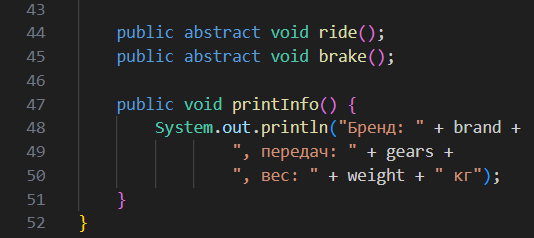 43
44 public abstract void ride();
45 public abstract void brake();
46
47 public void printInfo() {
48 System.out.println("Бренд: " + brand +
49 ", передач: " + gears +
50 ", вес: " + weight + " кг");
51 }
52 }